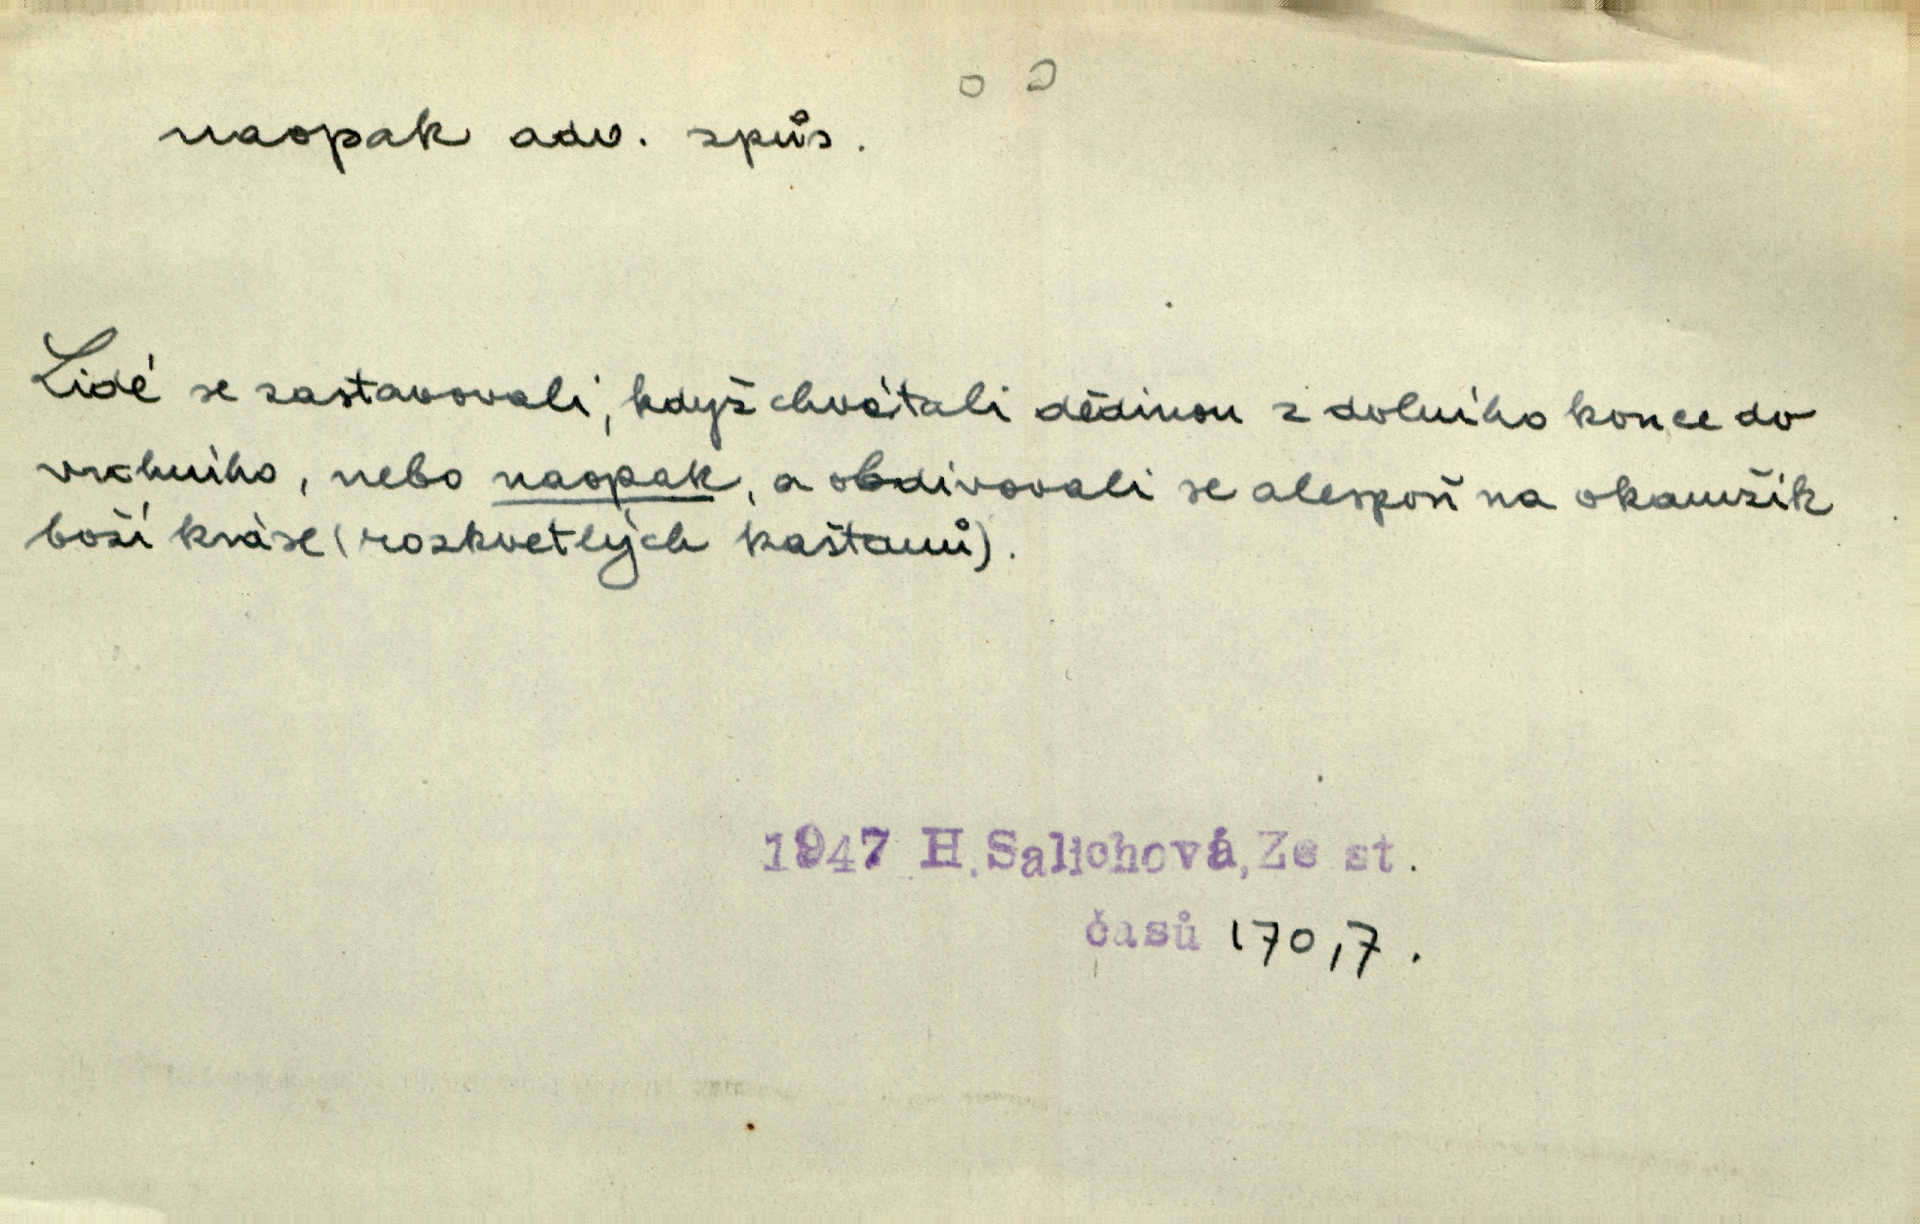 naopak adv. způs.
Lidé se zastavovali, když chvátali dědinou z dolního konce do
vrchního, nebo naopak, a obdivovali se alespoň na okamžik
boží kráse (rozkvetlých kaštanů).
1947 H. Salichová, Ze st.
časů 170,7.